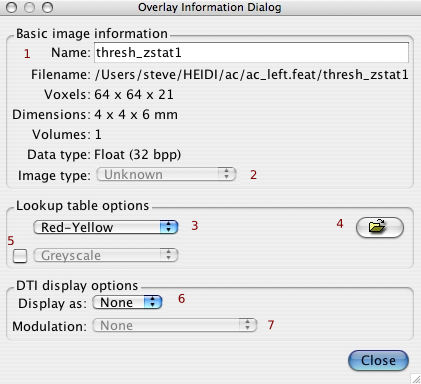 Overlay Information Dialog
Basic image information
1 Name: thresh_zstat1
Filename: /Users/steve/HEIDI/ac/ac_left.feat/thresh_zstat1
Voxels: 64 x 64 x 21
Dimensions: 4 x 4 x 6 mm
Volumes: 1
Data type: Float (32 bpp)
Image type: Unknown 2
Lookup table options
Red-Yellow 3 4
5 Greyscale
DTI display options
Display as: None 6
Modulation: None 7
Close